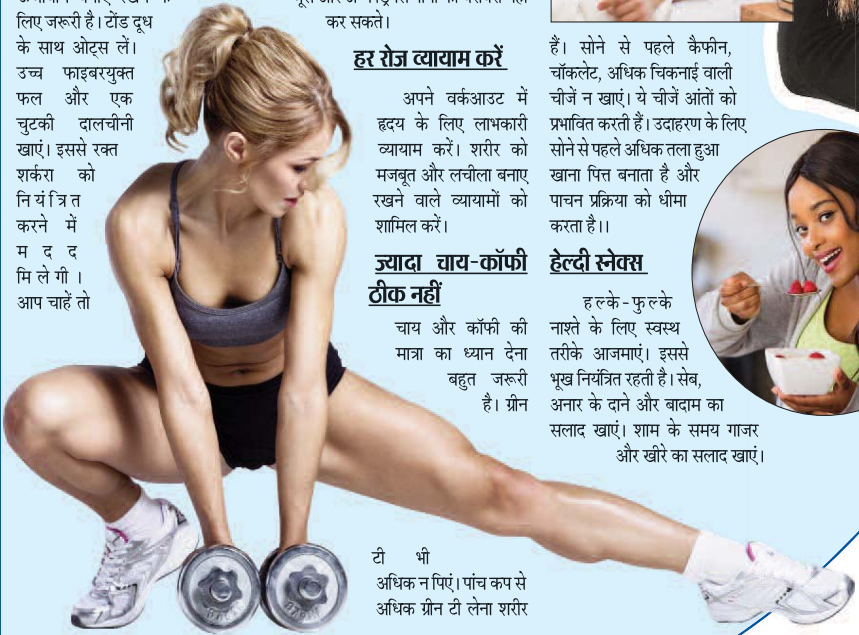 लिए जरूरी है। टोंड दूध
के साथ ओट्स लें।
उच्च फाइबरयुक्त
फल और एक
चुटकी दालचीनी
खाएं। इससे रक्त
शर्करा को
नियंत्रित
करने में
मदद
मिलेगी।
आप चाहें तो
कर सकते।
हर रोज व्यायाम करें
अपने वर्कआउट में
हृदय के लिए लाभकारी
व्यायाम करें। शरीर को
मजबूत और लचीला बनाए
रखने वाले व्यायामों को
शामिल करें।
ज्यादा चाय-कॉफी
ठीक नहीं
चाय और कॉफी की
मात्रा का ध्यान देना
बहुत जरूरी
है। ग्रीन
टी भी
अधिक न पिएं। पांच कप से
अधिक ग्रीन टी लेना शरीर
हैं। सोने से पहले कैफीन,
चॉकलेट, अधिक चिकनाई वाली
चीजें न खाएं। ये चीजें आंतों को
प्रभावित करती हैं। उदाहरण के लिए
सोने से पहले अधिक तला हुआ
खाना पित्त बनाता है और
पाचन प्रक्रिया को धीमा
करता है।।
हेल्दी स्नेक्स
हल्के-फुल्के
नाश्ते के लिए स्वस्थ
तरीके आजमाएं। इससे
भूख नियंत्रित रहती है। सेब,
अनार के दाने और बादाम का
सलाद खाएं। शाम के समय गाजर
और खीरे का सलाद खाएं।